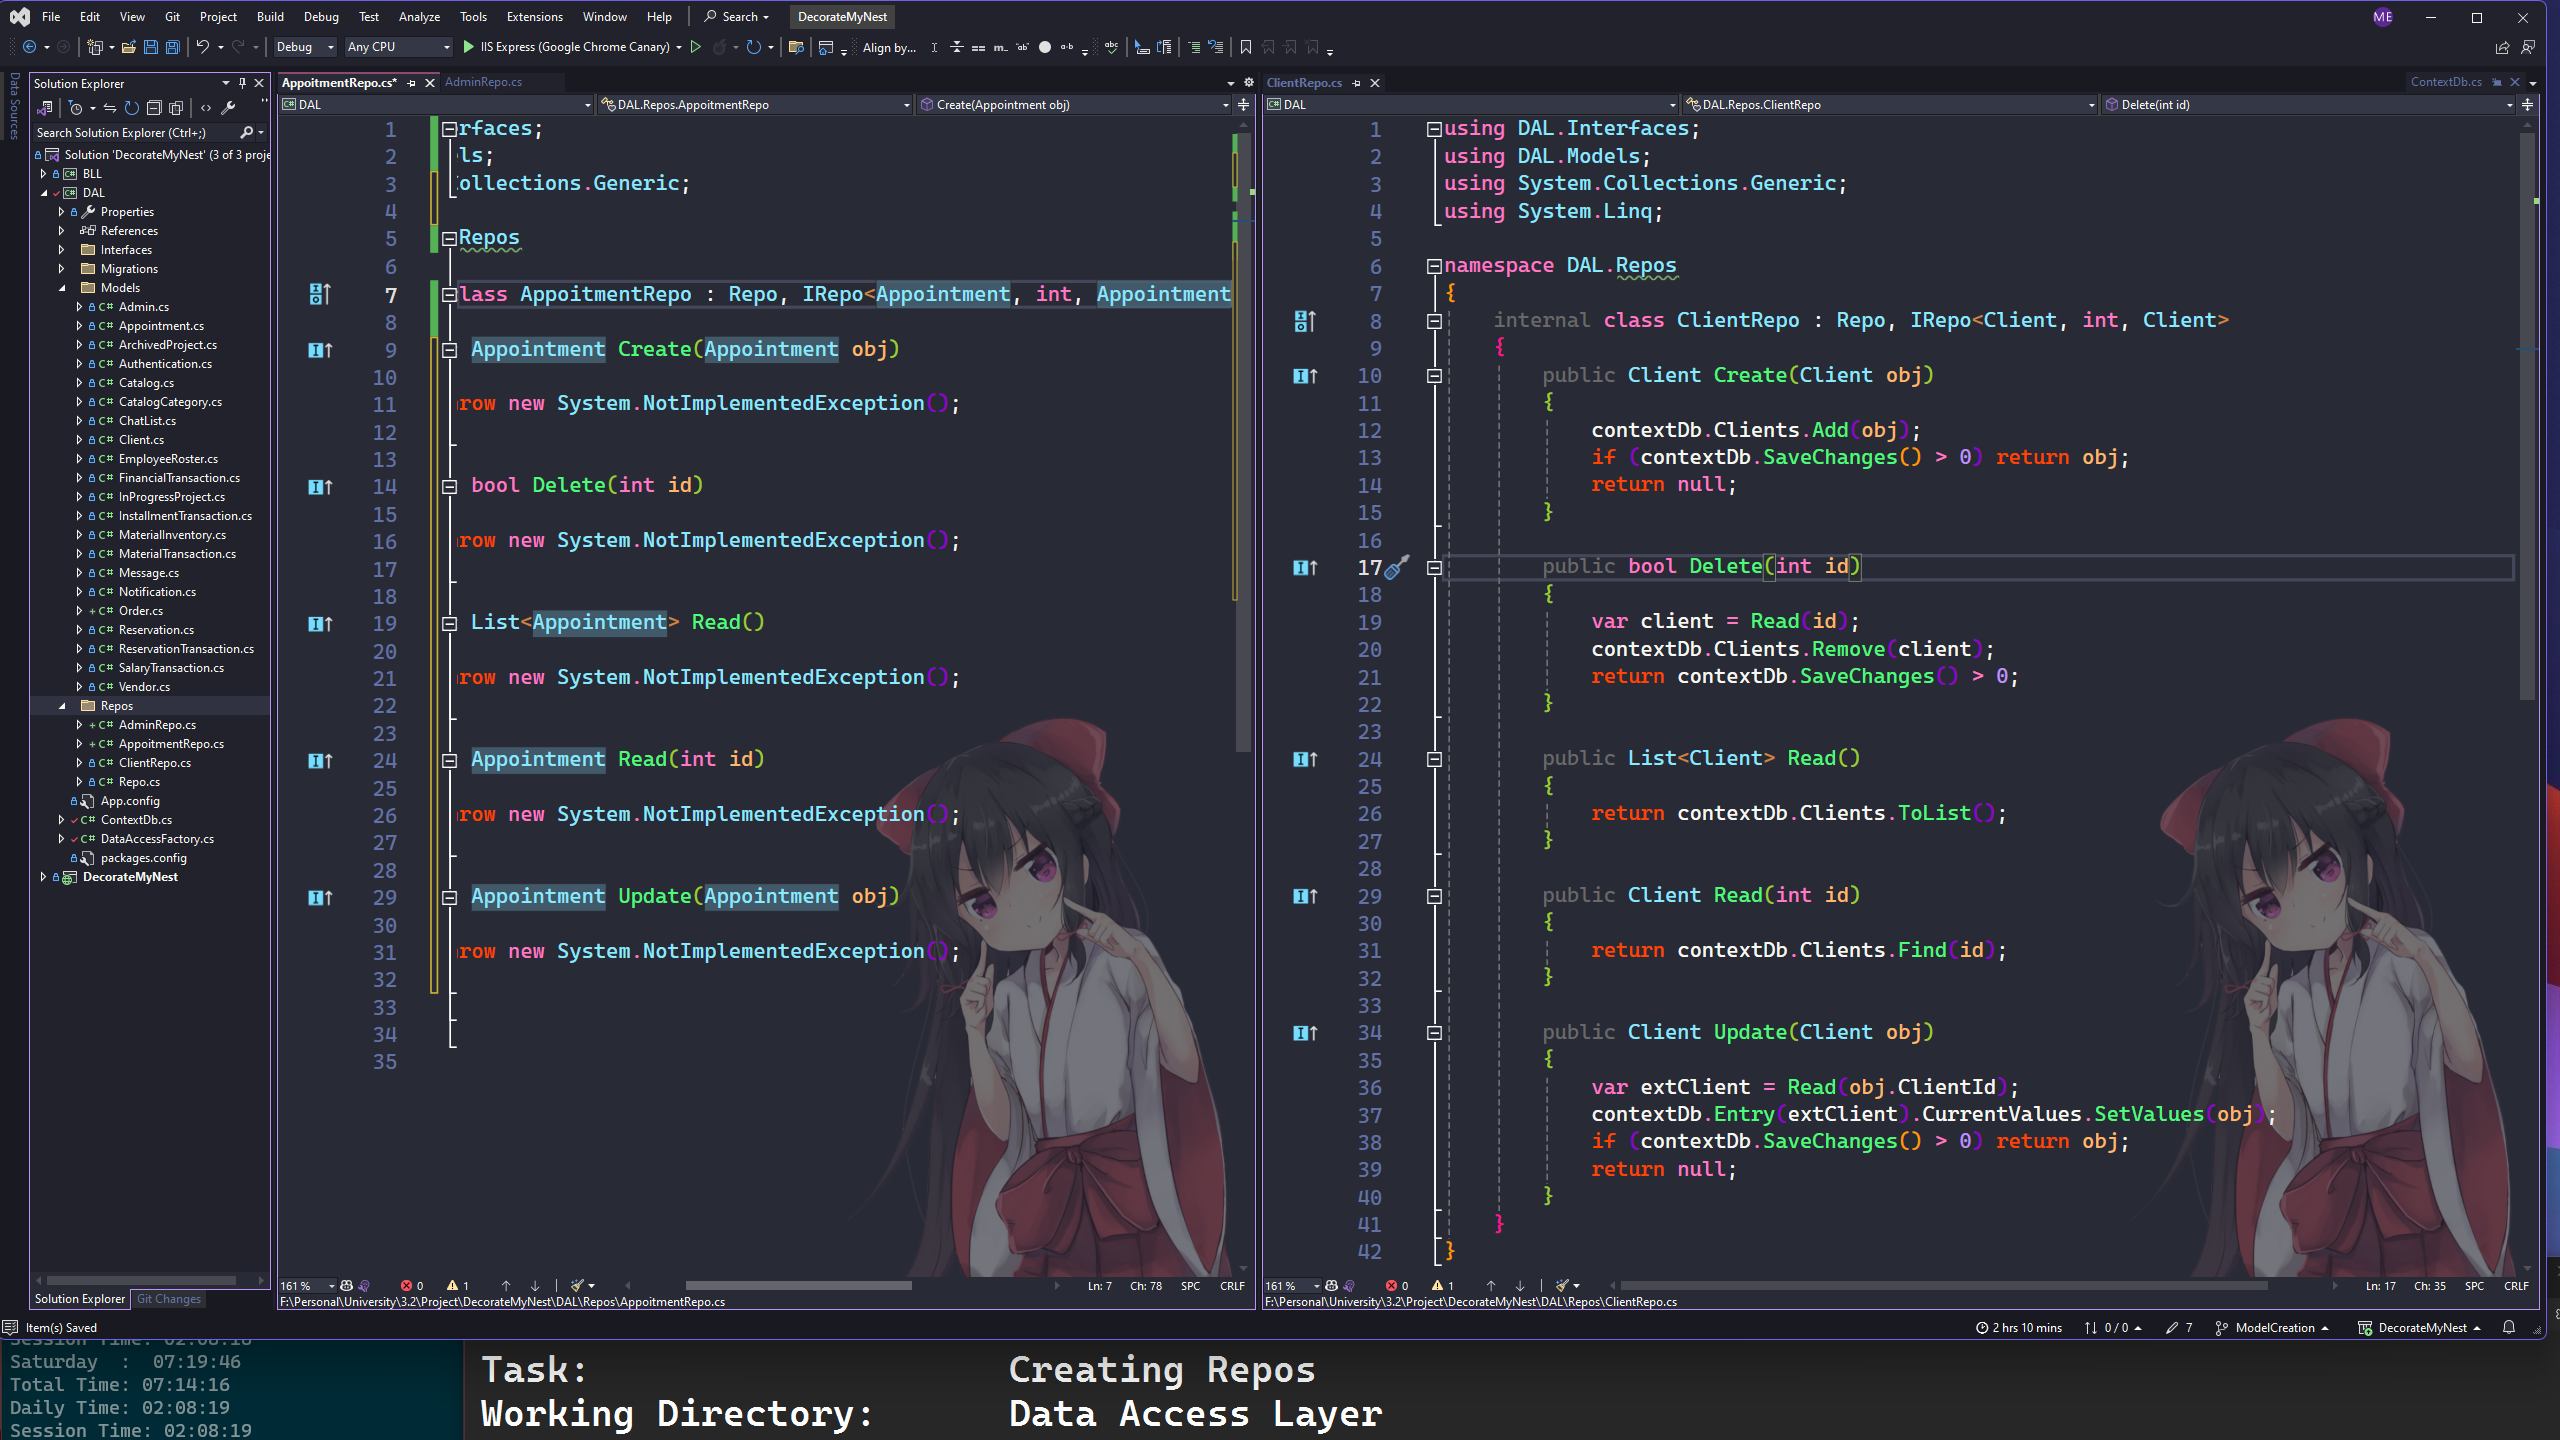 File Edit View Git Project Build Debug Test Analyze Tools Extensions Window Help Search DecorateMyNest ME
Debug Any CPU IIS Express (Google Chrome Canary) Align by...
Data Sources
Solution Explorer
Search Solution Explorer (Ctrl+;)
Solution 'DecorateMyNest' (3 of 3 proje
BLL
DAL
Properties
References
Interfaces
Migrations
Models
C# Admin.cs
C# Appointment.cs
C# ArchivedProject.cs
C# Authentication.cs
C# Catalog.cs
C# CatalogCategory.cs
C# ChatList.cs
C# Client.cs
C# EmployeeRoster.cs
C# FinancialTransaction.cs
C# InProgressProject.cs
C# InstallmentTransaction.cs
C# MaterialInventory.cs
C# MaterialTransaction.cs
C# Message.cs
C# Notification.cs
+ C# Order.cs
C# Reservation.cs
C# ReservationTransaction.cs
C# SalaryTransaction.cs
C# Vendor.cs
Repos
+ C# AdminRepo.cs
+ C# AppoitmentRepo.cs
C# ClientRepo.cs
C# Repo.cs
App.config
C# ContextDb.cs
C# DataAccessFactory.cs
packages.config
DecorateMyNest
Solution Explorer Git Changes
AppoitmentRepo.cs* AdminRepo.cs
DAL DAL.Repos.AppoitmentRepo Create(Appointment obj)
1 rfaces;
2 ls;
3 ollections.Generic;
4
5 Repos
6
7 lass AppoitmentRepo : Repo, IRepo<Appointment, int, Appointment
8
9 Appointment Create(Appointment obj)
10
11 row new System.NotImplementedException();
12
13
14 bool Delete(int id)
15
16 row new System.NotImplementedException();
17
18
19 List<Appointment> Read()
20
21 row new System.NotImplementedException();
22
23
24 Appointment Read(int id)
25
26 row new System.NotImplementedException();
27
28
29 Appointment Update(Appointment obj)
30
31 row new System.NotImplementedException();
32
33
34
35
161 % 0 1 Ln: 7 Ch: 78 SPC CRLF
F:\Personal\University\3.2\Project\DecorateMyNest\DAL\Repos\AppoitmentRepo.cs
ClientRepo.cs ContextDb.cs
DAL DAL.Repos.ClientRepo Delete(int id)
1 using DAL.Interfaces;
2 using DAL.Models;
3 using System.Collections.Generic;
4 using System.Linq;
5
6 namespace DAL.Repos
7 {
8 internal class ClientRepo : Repo, IRepo<Client, int, Client>
9 {
10 public Client Create(Client obj)
11 {
12 contextDb.Clients.Add(obj);
13 if (contextDb.SaveChanges() > 0) return obj;
14 return null;
15 }
16
17 public bool Delete(int id)
18 {
19 var client = Read(id);
20 contextDb.Clients.Remove(client);
21 return contextDb.SaveChanges() > 0;
22 }
23
24 public List<Client> Read()
25 {
26 return contextDb.Clients.ToList();
27 }
28
29 public Client Read(int id)
30 {
31 return contextDb.Clients.Find(id);
32 }
33
34 public Client Update(Client obj)
35 {
36 var extClient = Read(obj.ClientId);
37 contextDb.Entry(extClient).CurrentValues.SetValues(obj);
38 if (contextDb.SaveChanges() > 0) return obj;
39 return null;
40 }
41 }
42 }
161 % 0 1 Ln: 17 Ch: 35 SPC CRLF
F:\Personal\University\3.2\Project\DecorateMyNest\DAL\Repos\ClientRepo.cs
Item(s) Saved 2 hrs 10 mins 0 / 0 7 ModelCreation DecorateMyNest
Session Time: 02:08:18
Saturday : 07:19:46
Total Time: 07:14:16
Daily Time: 02:08:19
Session Time: 02:08:19
Task: Creating Repos
Working Directory: Data Access Layer